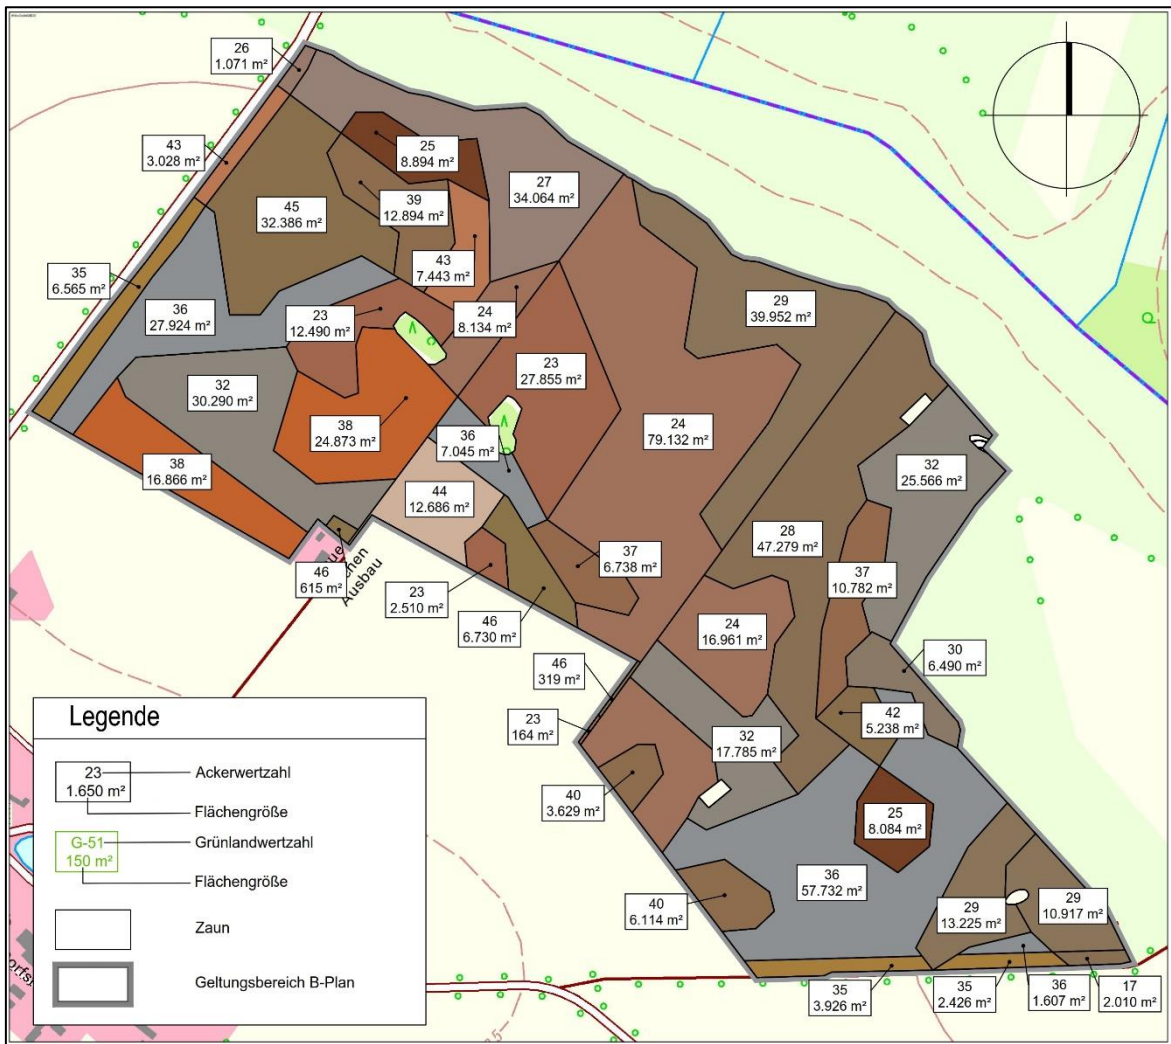 26
1.071 m²
43
3.028 m²
25
8.894 m²
27
34.064 m²
39
12.894 m²
45
32.386 m²
43
7.443 m²
35
6.565 m²
36
27.924 m²
23
12.490 m²
24
8.134 m²
29
39.952 m²
23
27.855 m²
32
30.290 m²
38
24.873 m²
36
7.045 m²
24
79.132 m²
32
25.566 m²
38
16.866 m²
44
12.686 m²
28
47.279 m²
37
6.738 m²
37
10.782 m²
46
615 m²
Ausbau
23
2.510 m²
46
6.730 m²
24
16.961 m²
30
6.490 m²
46
319 m²
42
5.238 m²
23
164 m²
32
17.785 m²
40
3.629 m²
25
8.084 m²
36
57.732 m²
40
6.114 m²
29
13.225 m²
29
10.917 m²
35
3.926 m²
35
2.426 m²
36
1.607 m²
17
2.010 m²
Legende
23
1.650 m²
Ackerwertzahl
Flächengröße
G-51
150 m²
Grünlandwertzahl
Flächengröße
Zaun
Geltungsbereich B-Plan